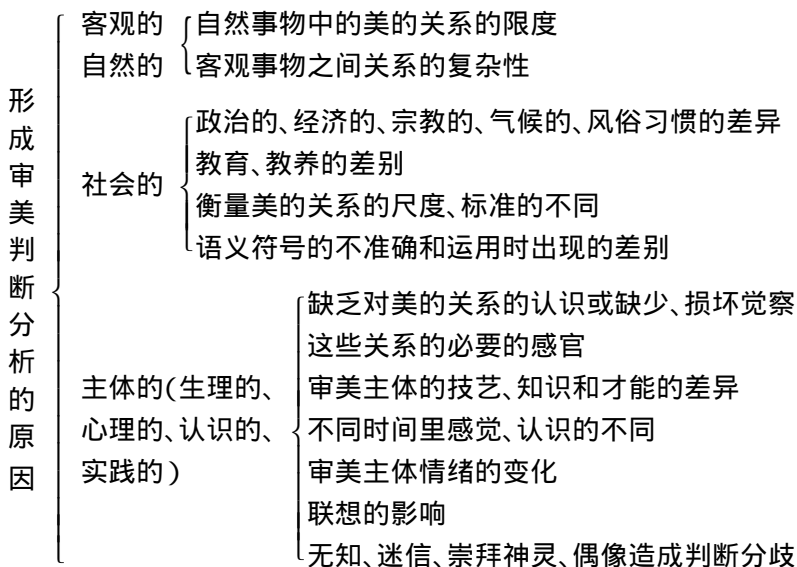 形成审美判断分析的原因
客观的
自然的
自然事物中的美的关系的限度
客观事物之间关系的复杂性
社会的
政治的、经济的、宗教的、气候的、风俗习惯的差异
教育、教养的差别
衡量美的关系的尺度、标准的不同
语义符号的不准确和运用时出现的差别
主体的(生理的、
心理的、认识的、
实践的)
缺乏对美的关系的认识或缺少、损坏觉察
这些关系的必要的感官
审美主体的技艺、知识和才能的差异
不同时间里感觉、认识的不同
审美主体情绪的变化
联想的影响
无知、迷信、崇拜神灵、偶像造成判断分歧